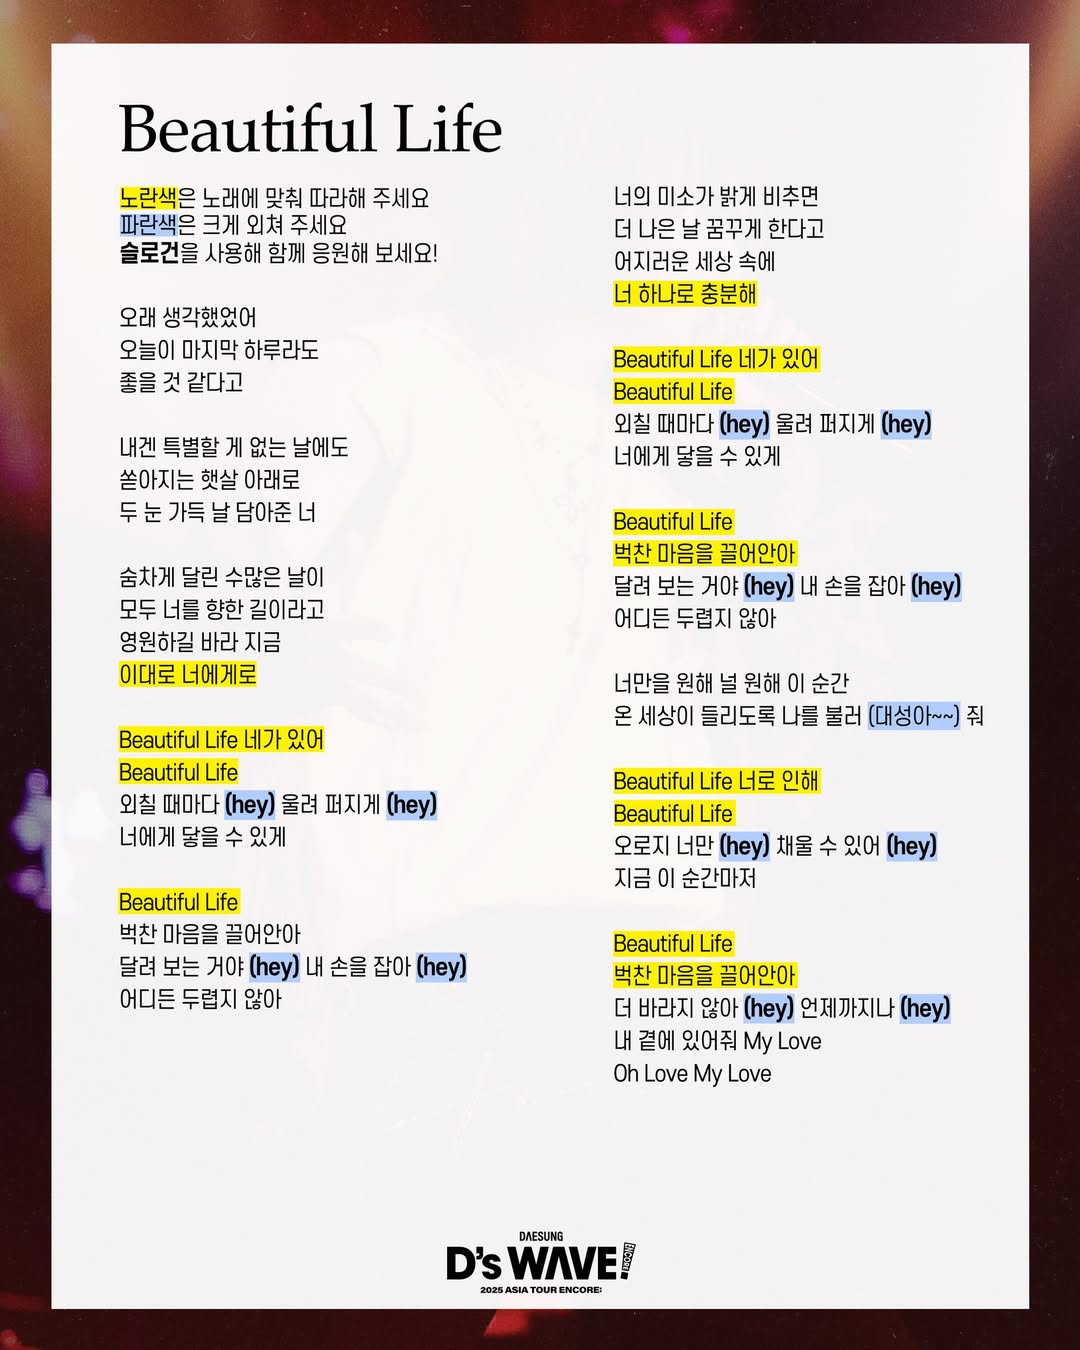 Beautiful Life
노란색은 노래에 맞춰 따라해 주세요
파란색은 크게 외쳐 주세요
슬로건을 사용해 함께 응원해 보세요!
오래 생각했었어
오늘이 마지막 하루라도
좋을 것 같다고
내겐 특별할 게 없는 날에도
쏟아지는 햇살 아래로
두 눈 가득 날 담아준 너
숨차게 달린 수많은 날이
모두 너를 향한 길이라고
영원하길 바라 지금
이대로 너에게로
Beautiful Life 네가 있어
Beautiful Life
외칠 때마다 (hey) 울려 퍼지게 (hey)
너에게 닿을 수 있게
Beautiful Life
벅찬 마음을 끌어안아
달려 보는 거야 (hey) 내 손을 잡아 (hey)
어디든 두렵지 않아
너의 미소가 밝게 비추면
더 나은 날 꿈꾸게 한다고
어지러운 세상 속에
너 하나로 충분해
Beautiful Life 네가 있어
Beautiful Life
외칠 때마다 (hey) 울려 퍼지게 (hey)
너에게 닿을 수 있게
Beautiful Life
벅찬 마음을 끌어안아
달려 보는 거야 (hey) 내 손을 잡아 (hey)
어디든 두렵지 않아
너만을 원해 널 원해 이 순간
온 세상이 들리도록 나를 불러 (대성아~~) 줘
Beautiful Life 너로 인해
Beautiful Life
오로지 너만 (hey) 채울 수 있어 (hey)
지금 이 순간마저
Beautiful Life
벅찬 마음을 끌어안아
더 바라지 않아 (hey) 언제까지나 (hey)
내 곁에 있어줘 My Love
Oh Love My Love
DAESUNG
D's WAVE! ENCORE
2025 ASIA TOUR ENCORE: